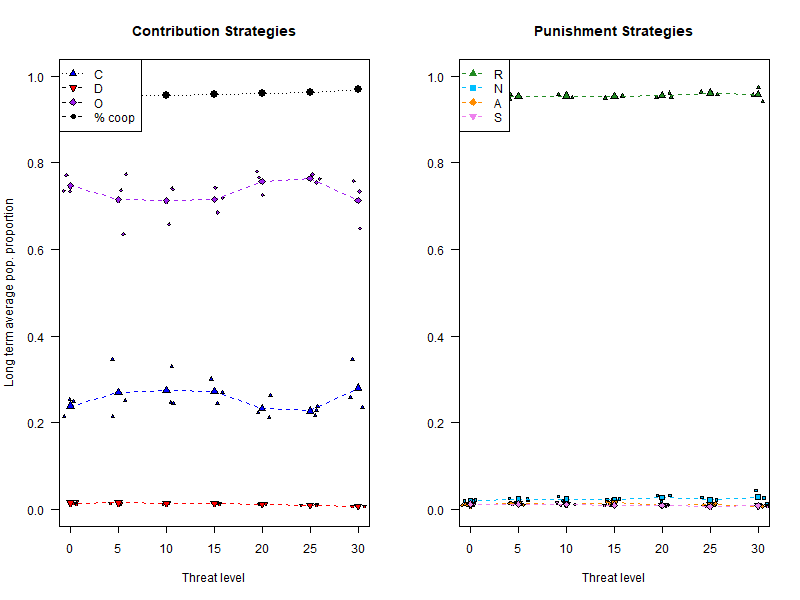 Contribution Strategies
Long term average pop. proportion
1.0
0.8
0.6
0.4
0.2
0.0
C
D
O
% coop
0 5 10 15 20 25 30
Threat level
Punishment Strategies
1.0
0.8
0.6
0.4
0.2
0.0
R
N
A
S
0 5 10 15 20 25 30
Threat level